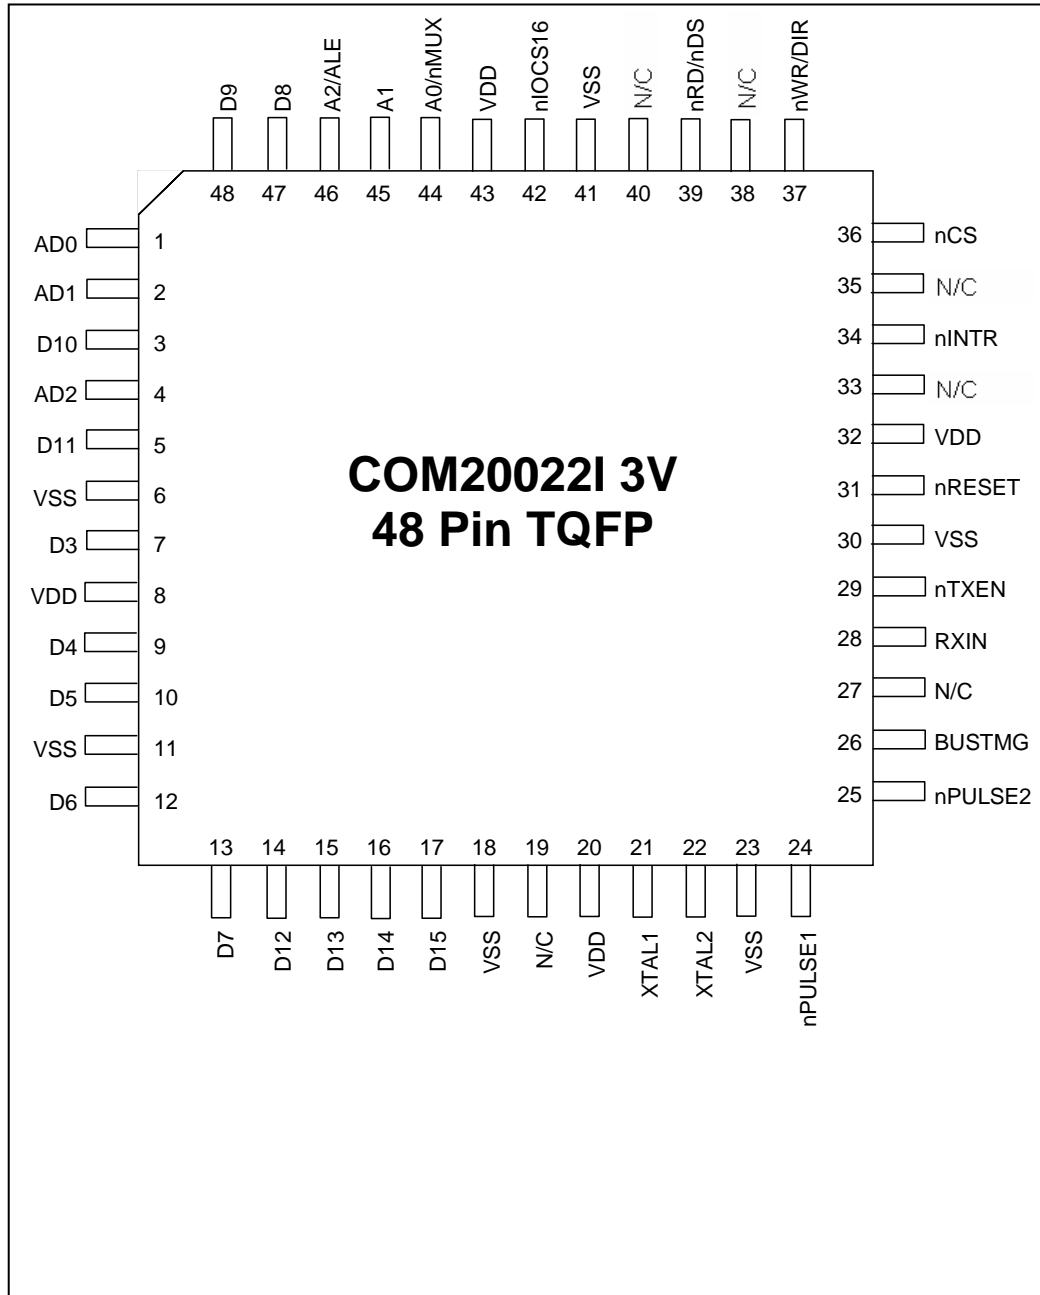 D9
D8
A2/ALE
A1
A0/nMUX
VDD
nIOCS16
VSS
N/C
nRD/nDS
N/C
nWR/DIR
48 47 46 45 44 43 42 41 40 39 38 37
AD0 1
AD1 2
D10 3
AD2 4
D11 5
VSS 6
D3 7
VDD 8
D4 9
D5 10
VSS 11
D6 12
COM20022I 3V
48 Pin TQFP
36 nCS
35 N/C
34 nINTR
33 N/C
32 VDD
31 nRESET
30 VSS
29 nTXEN
28 RXIN
27 N/C
26 BUSTMG
25 nPULSE2
13 14 15 16 17 18 19 20 21 22 23 24
D7
D12
D13
D14
D15
VSS
N/C
VDD
XTAL1
XTAL2
VSS
nPULSE1